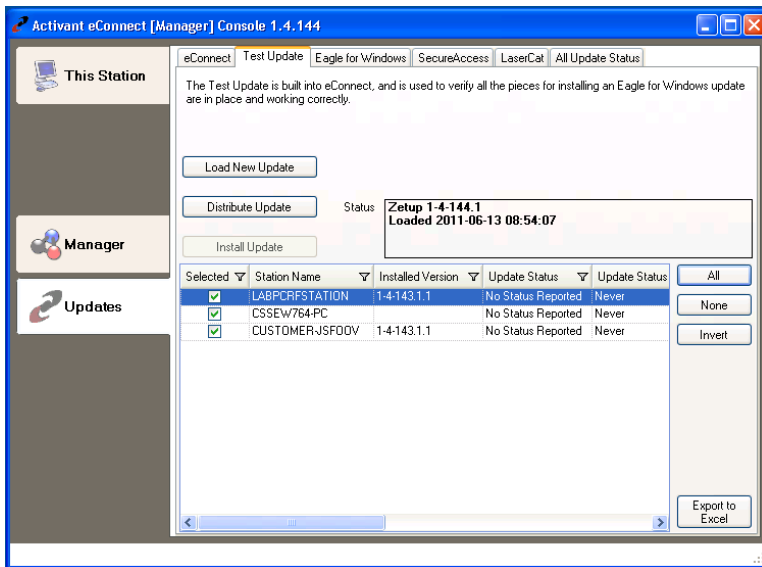 Activant eConnect [Manager] Console 1.4.144
This Station
Manager
Updates
eConnect Test Update Eagle for Windows SecureAccess LaserCat All Update Status
The Test Update is built into eConnect, and is used to verify all the pieces for installing an Eagle for Windows update
are in place and working correctly.
Load New Update
Distribute Update
Status
Zetup 1-4-144.1
Loaded 2011-06-13 08:54:07
Install Update
Selected Station Name Installed Version Update Status Update Status
LABPCRFSTATION 1-4-143.1.1 No Status Reported Never
CSSEW764-PC No Status Reported Never
CUSTOMER-JSFOOV 1-4-143.1.1 No Status Reported Never
All
None
Invert
Export to
Excel